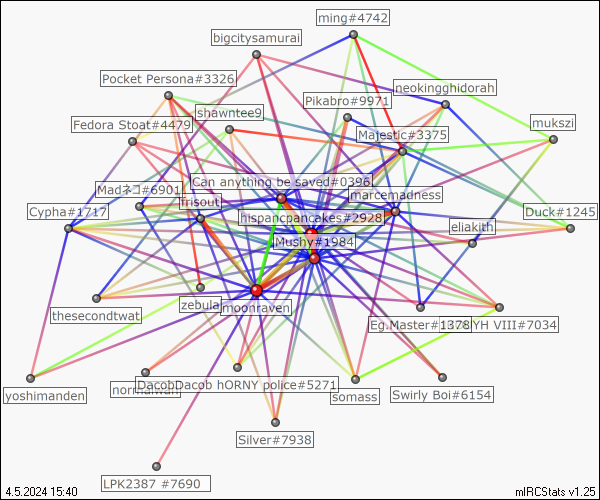 ming#4742
bigcitysamurai
Pocket Persona#3326
neokingghidorah
Pikabro#9971
shawntee9
Fedora Stoat#4479
mukszi
Majestic#3375
Can anything be saved#0396
Madネコ#6901
marcemadness
frisout
Cypha#1717
hispancpancakes#2928
Duck#1245
eliakith
Mushy#1984
zebula
moonraven
thesecondtwat
Eg.Master#1378
YH VIII#7034
yoshimanden
DacobDacob hORNY police#5271
somass
Swirly Boi#6154
Silver#7938
LPK2387 #7690
4.5.2024 15:40
mIRCStats v1.25